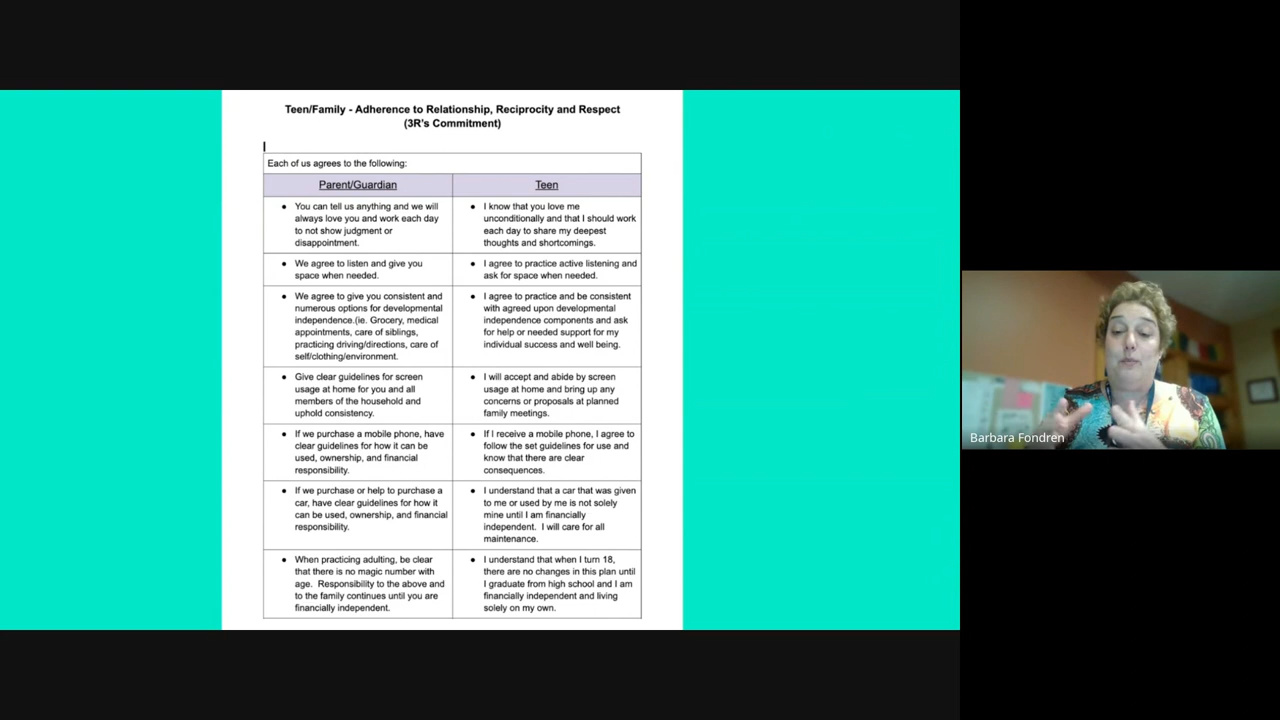 Teen/Family - Adherence to Relationship, Reciprocity and Respect
(3R's Commitment)
Each of us agrees to the following:
Parent/Guardian
Teen
● You can tell us anything and we will
always love you and work each day
to not show judgment or
disappointment.
● I know that you love me
unconditionally and that I should work
each day to share my deepest
thoughts and shortcomings.
● We agree to listen and give you
space when needed.
● I agree to practice active listening and
ask for space when needed.
● We agree to give you consistent and
numerous options for developmental
independence.(ie. Grocery, medical
appointments, care of siblings,
practicing driving/directions, care of
self/clothing/environment.
● I agree to practice and be consistent
with agreed upon developmental
independence components and ask
for help or needed support for my
individual success and well being.
● Give clear guidelines for screen
usage at home for you and all
members of the household and
uphold consistency.
● I will accept and abide by screen
usage at home and bring up any
concerns or proposals at planned
family meetings.
● If we purchase a mobile phone, have
clear guidelines for how it can be
used, ownership, and financial
responsibility.
● If I receive a mobile phone, I agree to
follow the set guidelines for use and
know that there are clear
consequences.
● If we purchase or help to purchase a
car, have clear guidelines for how it
can be used, ownership, and financial
responsibility.
● I understand that a car that was given
to me or used by me is not solely
mine until I am financially
independent. I will care for all
maintenance.
● When practicing adulting, be clear
that there is no magic number with
age. Responsibility to the above and
to the family continues until you are
financially independent.
● I understand that when I turn 18,
there are no changes in this plan until
I graduate from high school and I am
financially independent and living
solely on my own.
Barbara Fondren